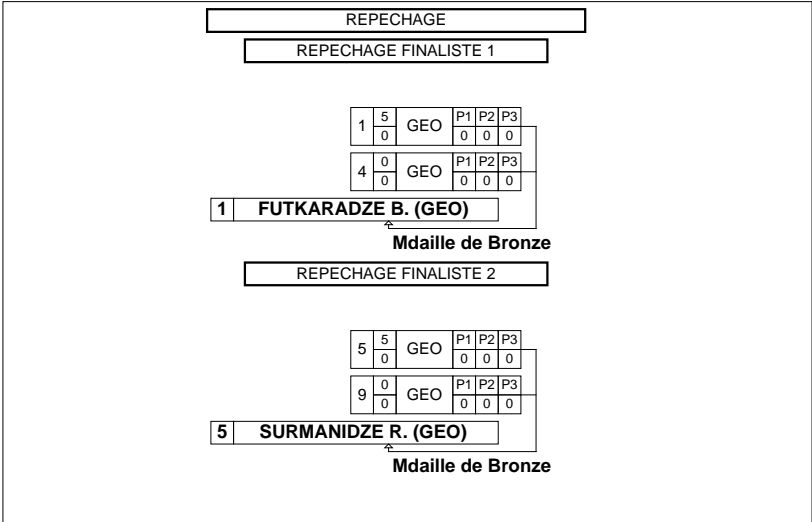 REPECHAGE
REPECHAGE FINALISTE 1
1 5 GEO P1 P2 P3
0 0 0 0
4 0 GEO P1 P2 P3
0 0 0 0
1 FUTKARADZE B. (GEO)
Mdaille de Bronze
REPECHAGE FINALISTE 2
5 5 GEO P1 P2 P3
0 0 0 0
9 0 GEO P1 P2 P3
0 0 0 0
5 SURMANIDZE R. (GEO)
Mdaille de Bronze